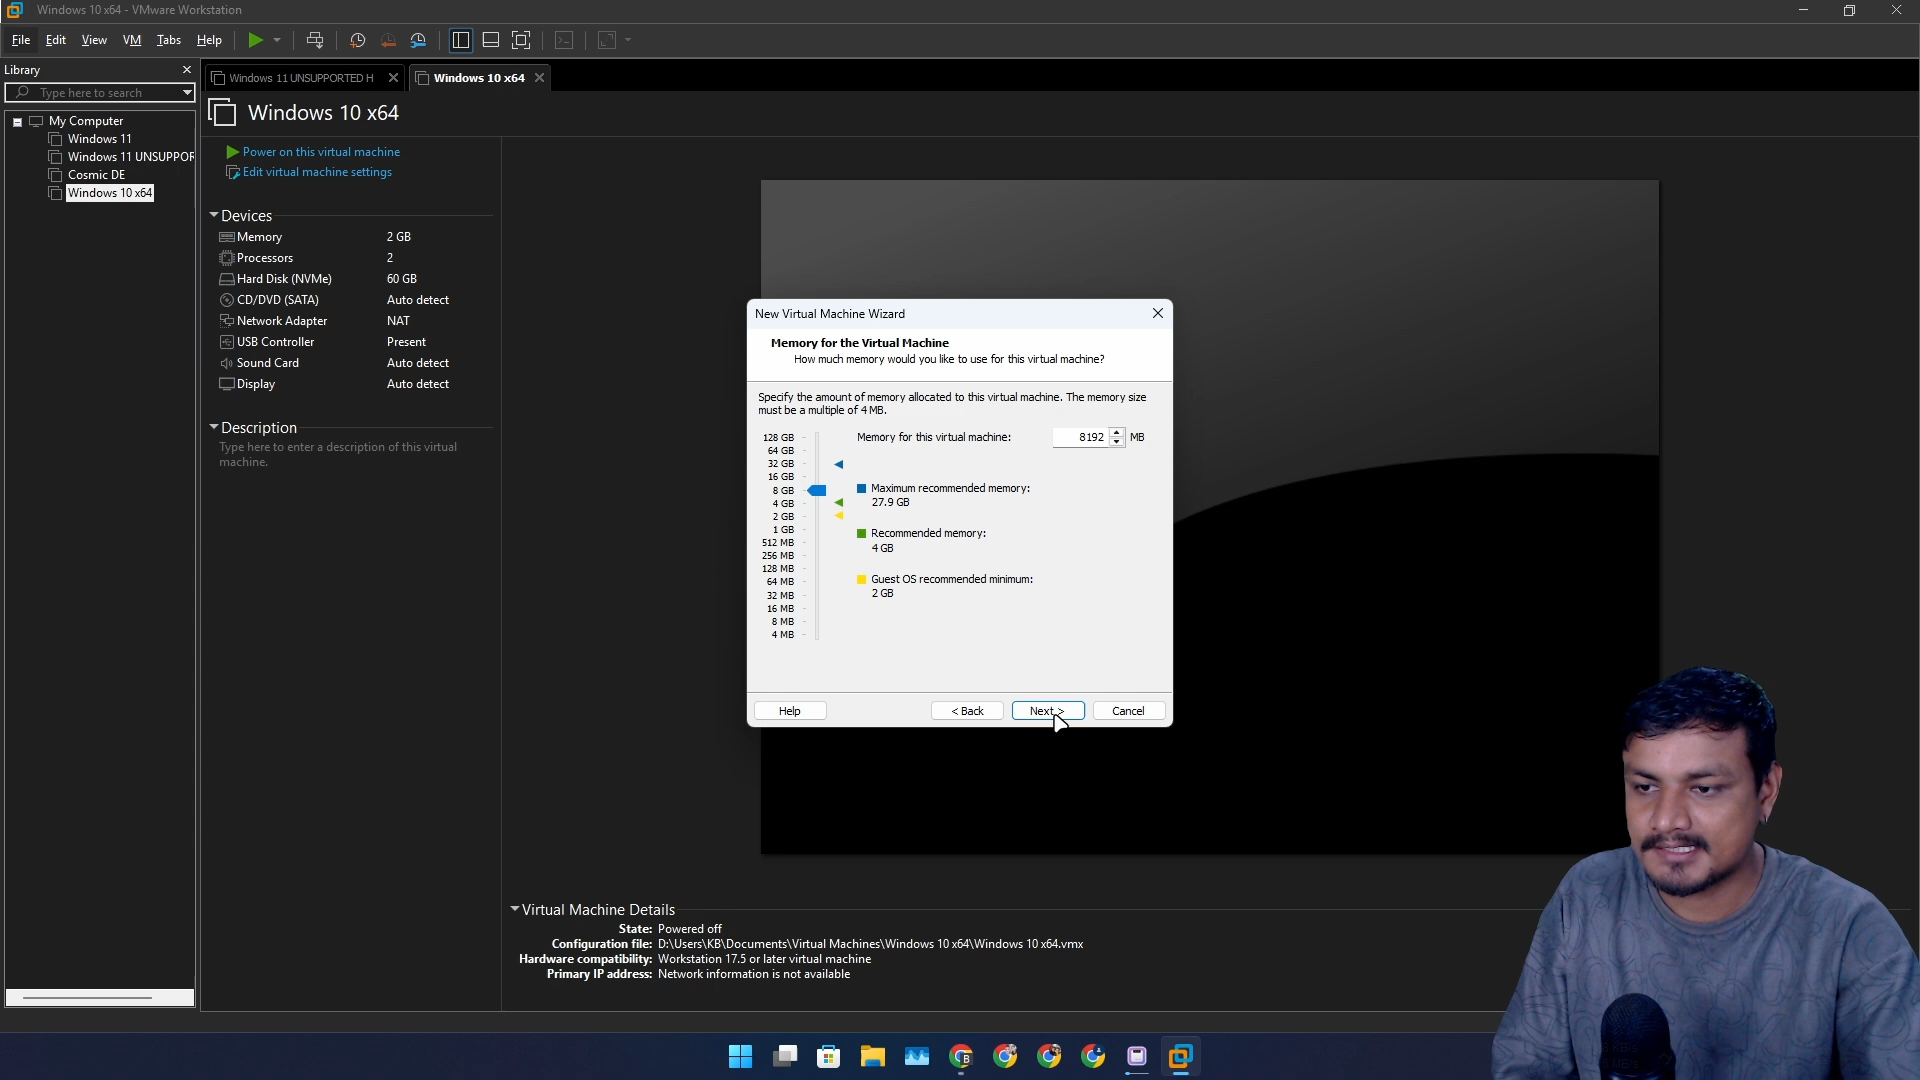 Windows 10 x64 - VMware Workstation
File Edit View VM Tabs Help
Library
Type here to search
My Computer
Windows 11
Windows 11 UNSUPPOR
Cosmic DE
Windows 10 x64
Windows 11 UNSUPPORTED H
Windows 10 x64
Windows 10 x64
Power on this virtual machine
Edit virtual machine settings
Devices
Memory 2 GB
Processors 2
Hard Disk (NVMe) 60 GB
CD/DVD (SATA) Auto detect
Network Adapter NAT
USB Controller Present
Sound Card Auto detect
Display Auto detect
Description
Type here to enter a description of this virtual
machine.
New Virtual Machine Wizard
Memory for the Virtual Machine
How much memory would you like to use for this virtual machine?
Specify the amount of memory allocated to this virtual machine. The memory size
must be a multiple of 4 MB.
Memory for this virtual machine: 8192 MB
128 GB
64 GB
32 GB
16 GB
8 GB
4 GB
2 GB
1 GB
512 MB
256 MB
128 MB
64 MB
32 MB
16 MB
8 MB
4 MB
Maximum recommended memory:
27.9 GB
Recommended memory:
4 GB
Guest OS recommended minimum:
2 GB
Help < Back Next > Cancel
Virtual Machine Details
State: Powered off
Configuration file: D:\Users\KB\Documents\Virtual Machines\Windows 10 x64\Windows 10 x64.vmx
Hardware compatibility: Workstation 17.5 or later virtual machine
Primary IP address: Network information is not available
B